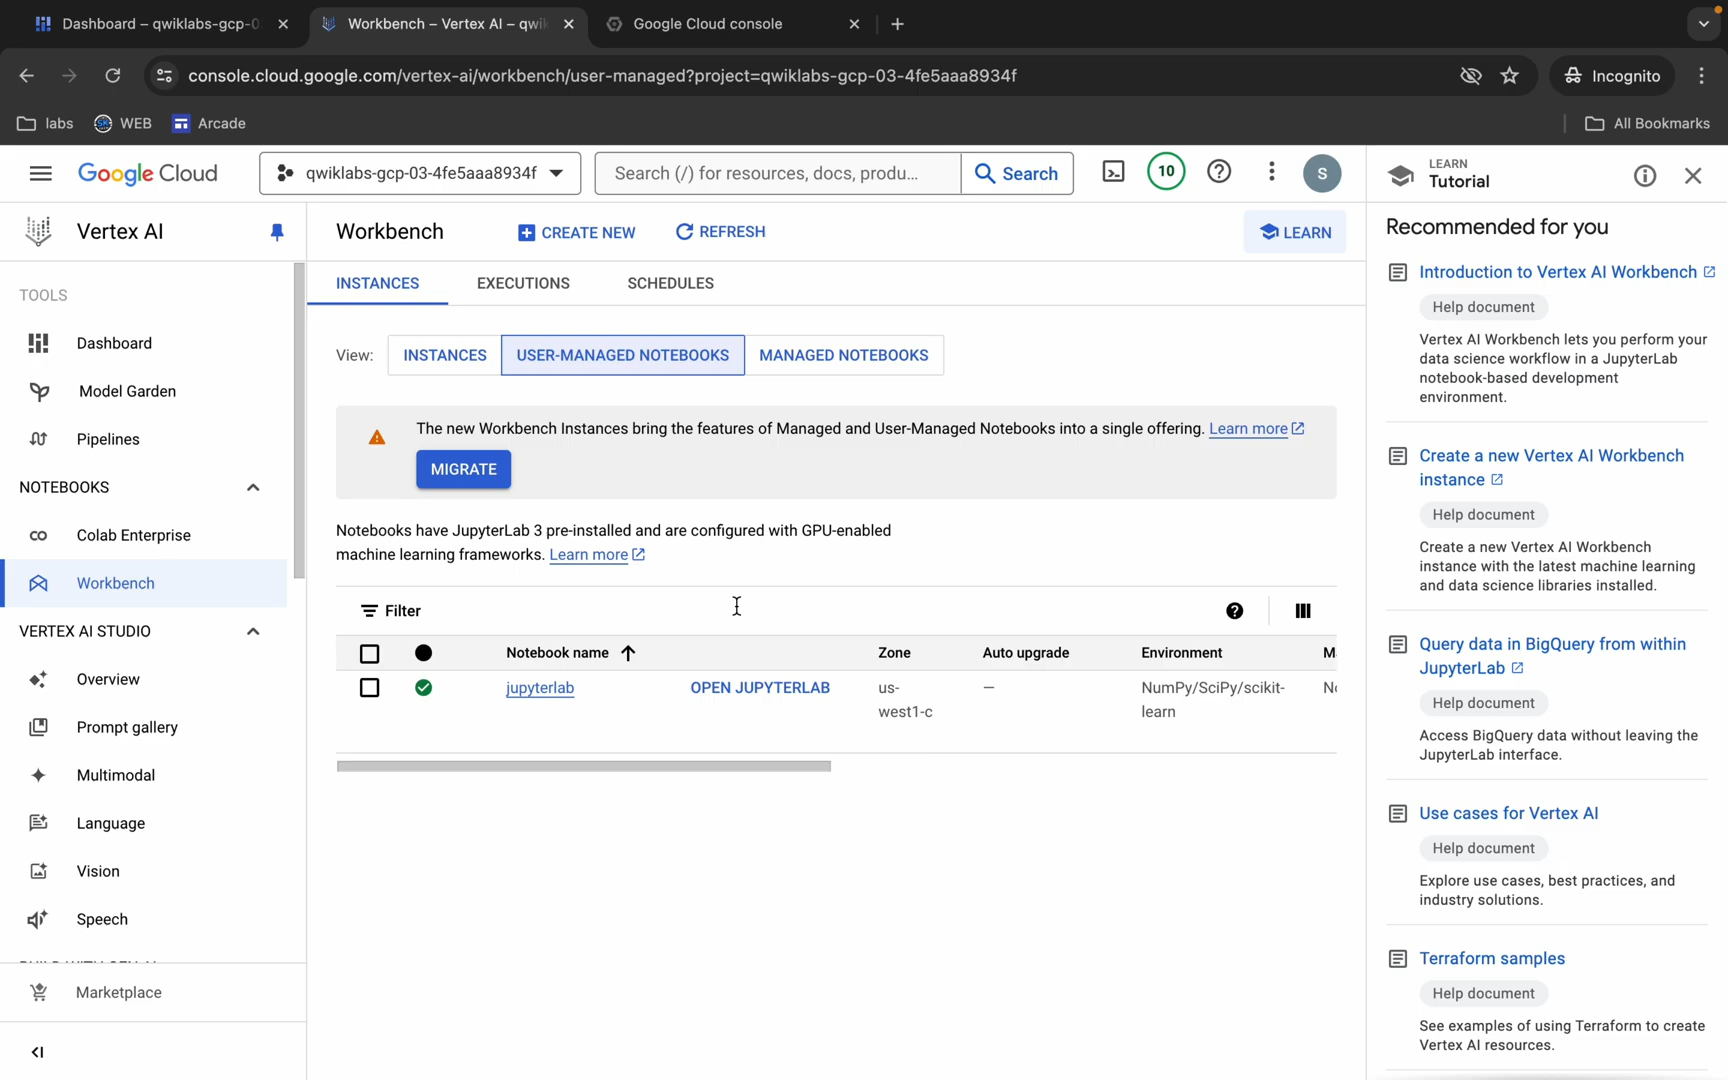 Dashboard – qwiklabs-gcp-0
Workbench – Vertex AI – qwik
Google Cloud console
console.cloud.google.com/vertex-ai/workbench/user-managed?project=qwiklabs-gcp-03-4fe5aaa8934f
Incognito
labs
WEB
Arcade
All Bookmarks
Google Cloud
qwiklabs-gcp-03-4fe5aaa8934f
Search (/) for resources, docs, produ...
Search
10
S
LEARN
Tutorial
Vertex AI
Workbench
CREATE NEW
REFRESH
LEARN
TOOLS
Dashboard
Model Garden
Pipelines
NOTEBOOKS
Colab Enterprise
Workbench
VERTEX AI STUDIO
Overview
Prompt gallery
Multimodal
Language
Vision
Speech
Marketplace
INSTANCES
EXECUTIONS
SCHEDULES
View:
INSTANCES
USER-MANAGED NOTEBOOKS
MANAGED NOTEBOOKS
The new Workbench Instances bring the features of Managed and User-Managed Notebooks into a single offering. Learn more
MIGRATE
Notebooks have JupyterLab 3 pre-installed and are configured with GPU-enabled
machine learning frameworks. Learn more
Filter
Notebook name
Zone
Auto upgrade
Environment
M
jupyterlab
OPEN JUPYTERLAB
us-
west1-c
—
NumPy/SciPy/scikit-
learn
Recommended for you
Introduction to Vertex AI Workbench
Help document
Vertex AI Workbench lets you perform your
data science workflow in a JupyterLab
notebook-based development
environment.
Create a new Vertex AI Workbench
instance
Help document
Create a new Vertex AI Workbench
instance with the latest machine learning
and data science libraries installed.
Query data in BigQuery from within
JupyterLab
Help document
Access BigQuery data without leaving the
JupyterLab interface.
Use cases for Vertex AI
Help document
Explore use cases, best practices, and
industry solutions.
Terraform samples
Help document
See examples of using Terraform to create
Vertex AI resources.